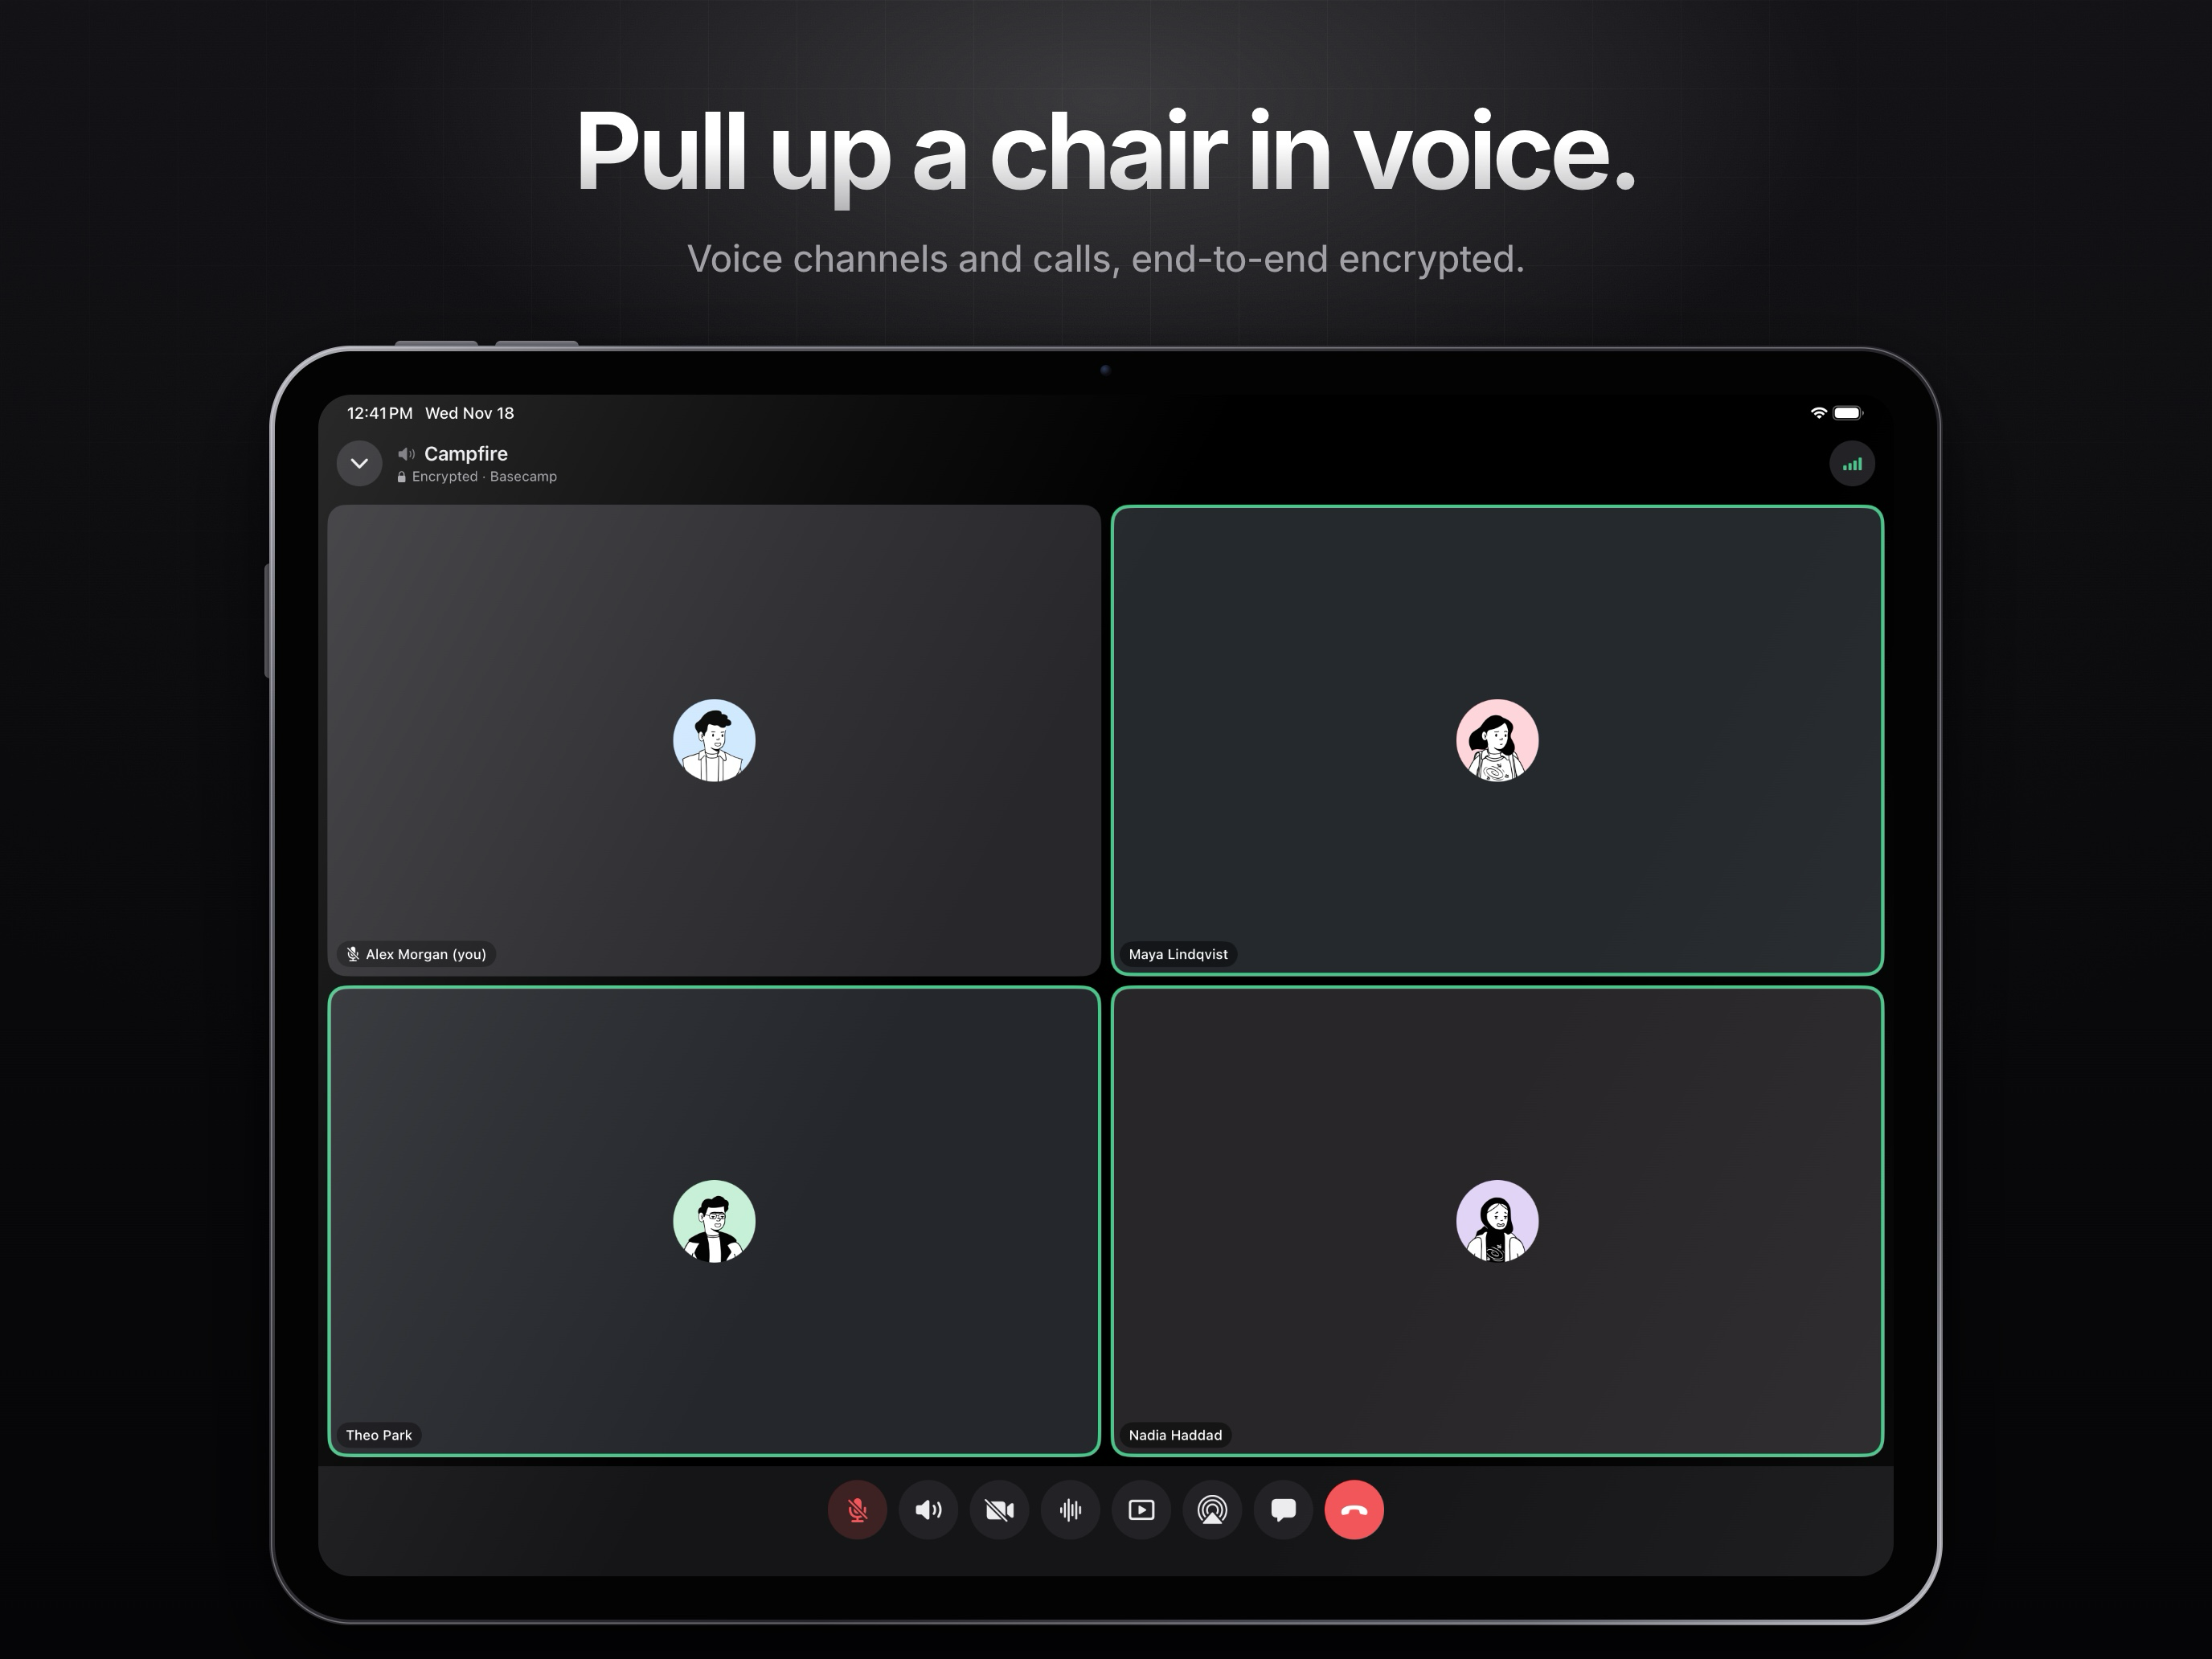 Pull up a chair in voice.
Voice channels and calls, end-to-end encrypted.
12:41 PM Wed Nov 18
Campfire
Encrypted · Basecamp
Alex Morgan (you)
Maya Lindqvist
Theo Park
Nadia Haddad